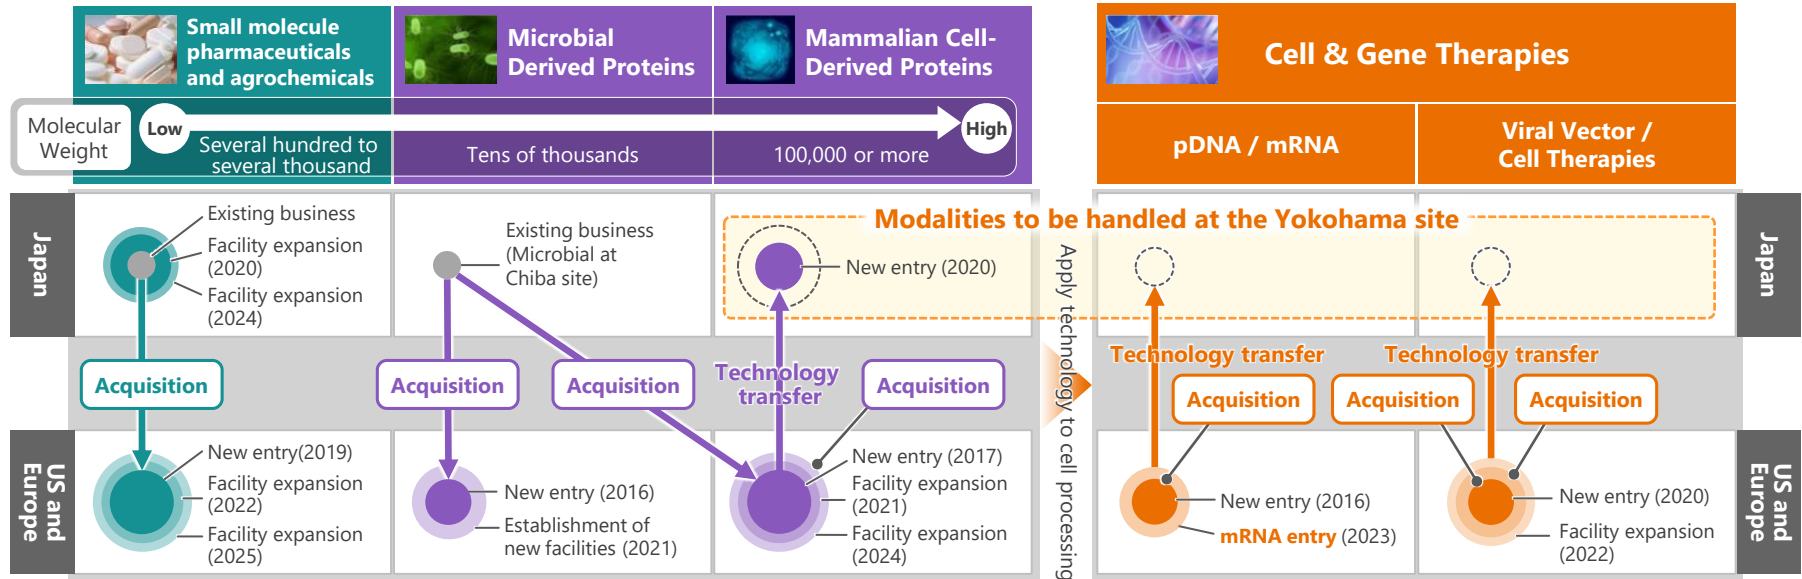 Small molecule
pharmaceuticals
and agrochemicals
Microbial
Derived Proteins
Mammalian Cell-
Derived Proteins
Cell & Gene Therapies
Molecular
Weight
Low
High
Several hundred to
several thousand
Tens of thousands
100,000 or more
pDNA / mRNA
Viral Vector /
Cell Therapies
Japan
Existing business
Facility expansion
(2020)
Facility expansion
(2024)
Existing business
(Microbial at
Chiba site)
Modalities to be handled at the Yokohama site
New entry (2020)
Japan
Apply technology to cell processing
Acquisition
Acquisition
Acquisition
Technology
transfer
Acquisition
Technology transfer
Acquisition
Technology transfer
Acquisition
Acquisition
US and
Europe
New entry(2019)
Facility expansion
(2022)
Facility expansion
(2025)
New entry (2016)
Establishment of
new facilities (2021)
New entry (2017)
Facility expansion
(2021)
Facility expansion
(2024)
New entry (2016)
mRNA entry (2023)
New entry (2020)
Facility expansion
(2022)
US and
Europe